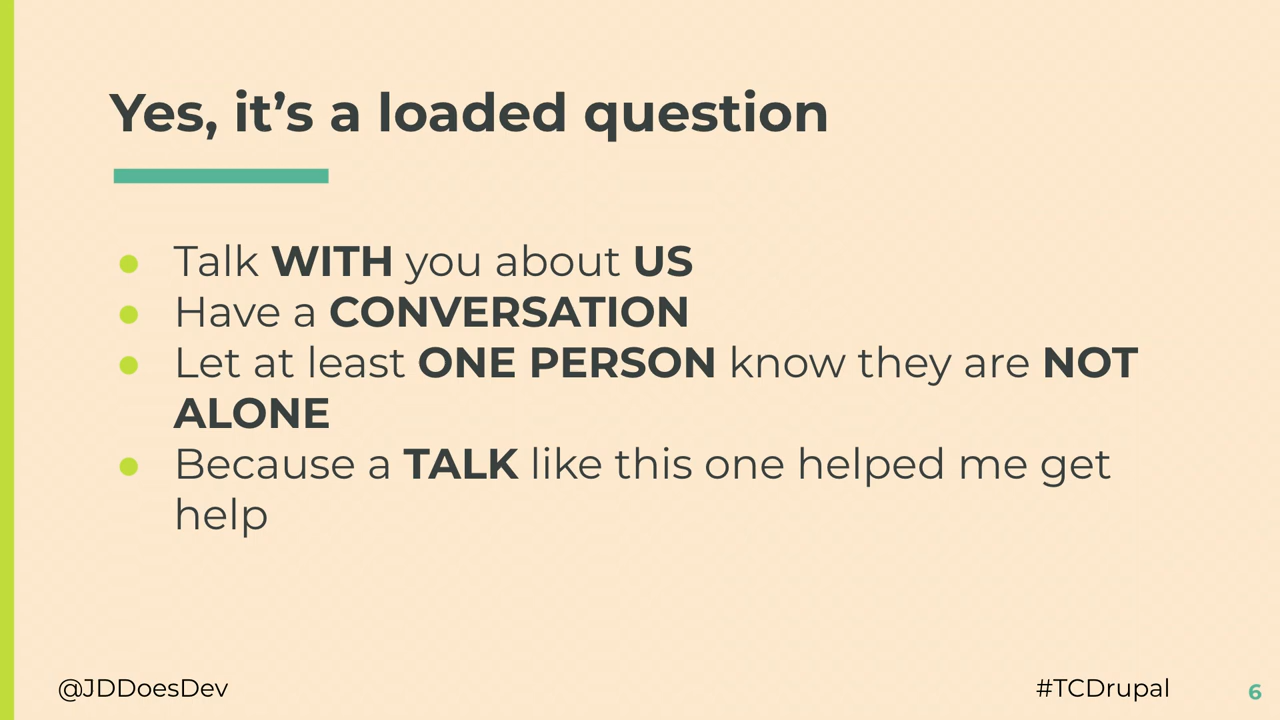 Yes, it’s a loaded question
● Talk WITH you about US
● Have a CONVERSATION
● Let at least ONE PERSON know they are NOT
ALONE
● Because a TALK like this one helped me get
help
@JDDoesDev
#TCDrupal
6